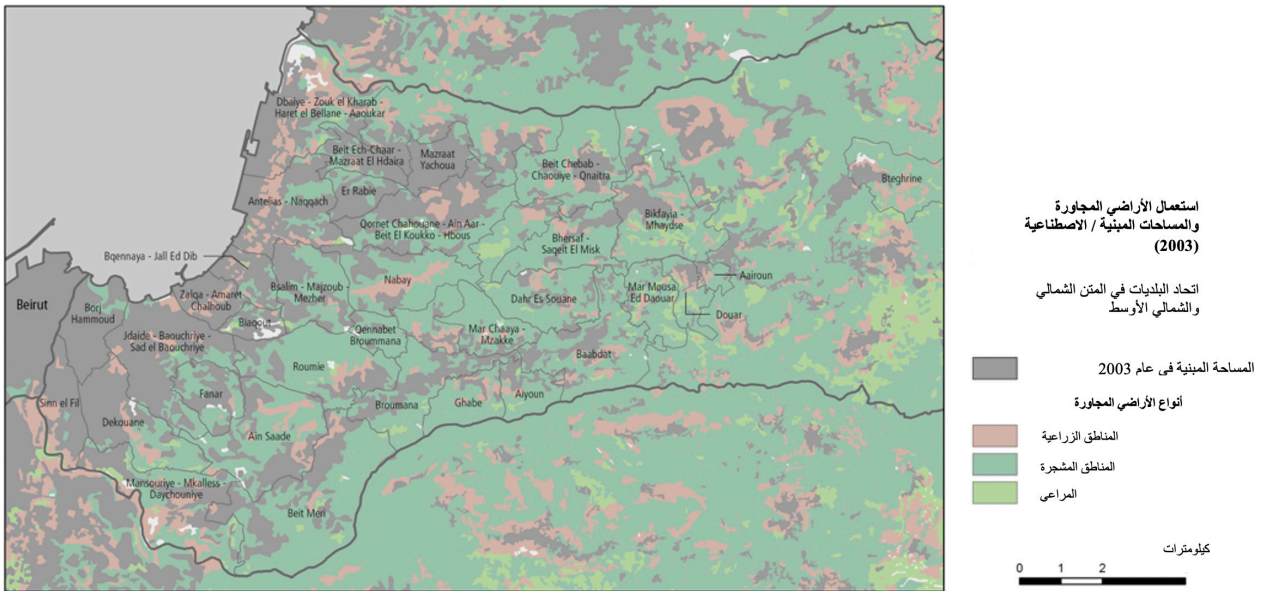 Dbaiye - Zouk el Kharab -
Haret el Bellane - Aaoukar
Beit Ech-Chaar -
Mazraat El Hdaira
Mazraat
Yachoua
Beit Chebab -
Chaouiye - Qnaitra
Bteghrine
Er Rabie
Antelias - Naqqach
Qornet Chahouane - Ain Aar -
Beit El Koukko - Hbous
Bikfayia -
Mhaydse
Bhersaf -
Saqeit El Misk
Bqennaya - Jall Ed Dib
Aairoun
Beirut
Borj
Hammoud
Zalqa - Amaret
Chalhoub
Bsalim - Majzoub -
Mezher
Nabay
Dahr Es Souane
Mar Mousa
Ed Daouar
Douar
Biaqout
Jdaide - Baouchriye -
Sad el Baouchriye
Qennabet
Broummana
Mar Chaaya -
Mzakke
Baabdat
Roumie
Sinn el Fil
Fanar
Dekouane
Broumana
Ghabe
Aiyoun
Ain Saade
Mansouriye - Mkalless -
Daychouniye
Beit Meri
استعمال الأراضي المجاورة
والمساحات المبنية / الاصطناعية
(2003)
اتحاد البلديات في المتن الشمالي
والشمالي الأوسط
المساحة المبنية فى عام 2003
أنواع الأراضي المجاورة
المناطق الزراعية
المناطق المشجرة
المراعي
كيلومترات
0 1 2